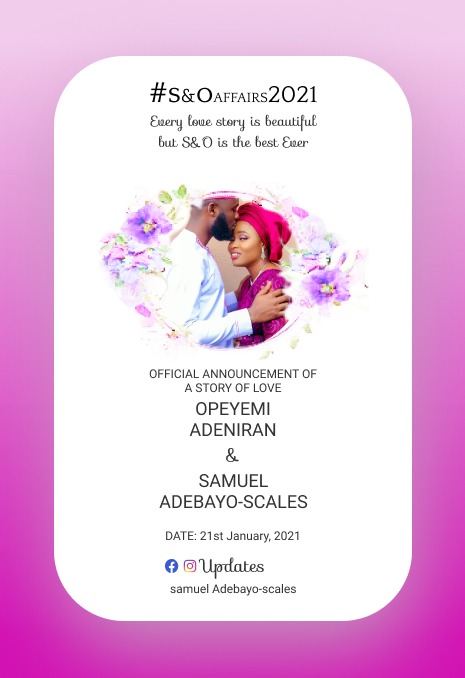 #S&OAFFAIRS2021
Every love story is beautiful
but S&O is the best Ever
OFFICIAL ANNOUNCEMENT OF
A STORY OF LOVE
OPEYEMI
ADENIRAN
&
SAMUEL
ADEBAYO-SCALES
DATE: 21st January, 2021
Updates
samuel Adebayo-scales